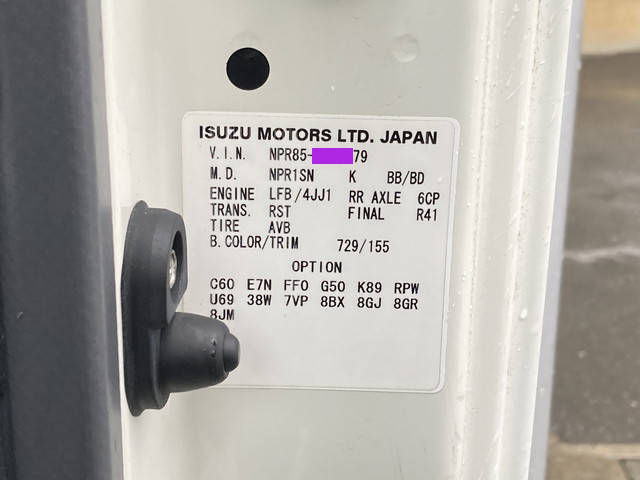 ISUZU MOTORS LTD. JAPAN
V.I.N. NPR85- 79
M.D. NPR1SN K BB/BD
ENGINE LFB/4JJ1 RR AXLE 6CP
TRANS. RST FINAL R41
TIRE AVB
B.COLOR/TRIM 729/155
OPTION
C60 E7N FF0 G50 K89 RPW
U69 38W 7VP 8BX 8GJ 8GR
8JM